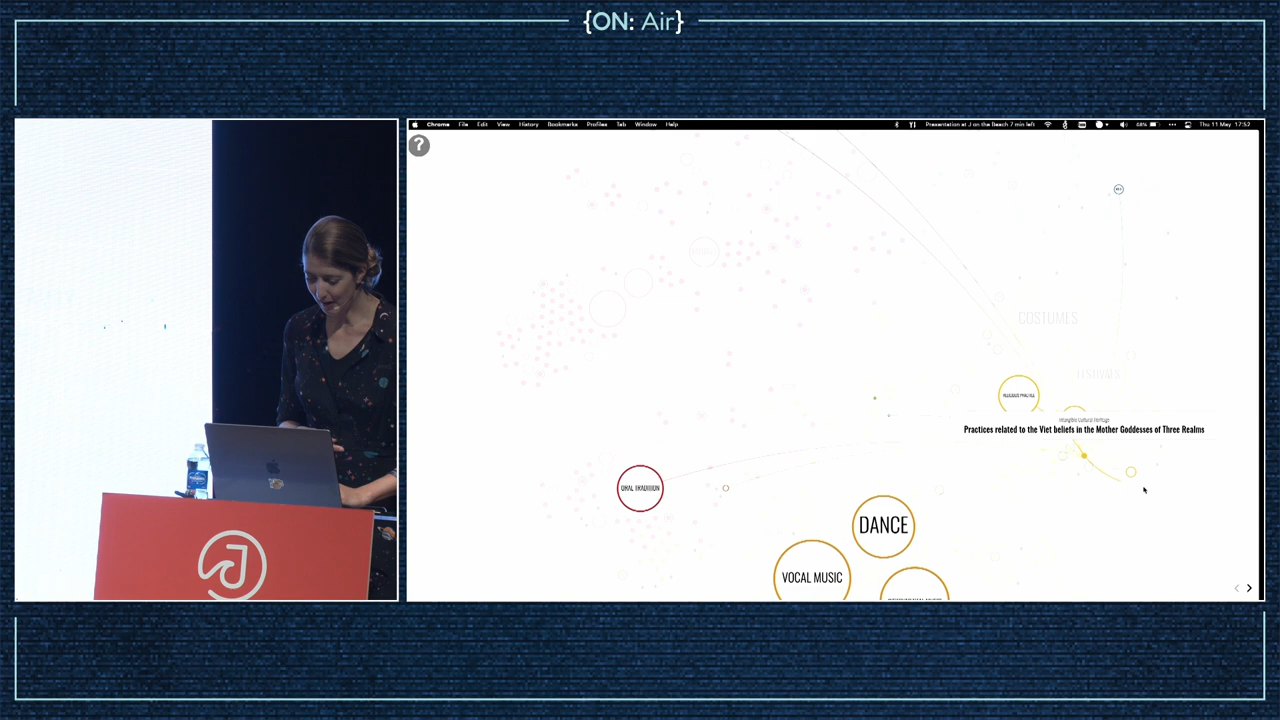 {ON: Air}
Chrome File Edit View History Bookmarks Profiles Tab Window Help
Presentation at J on the Beach 7 min left
68%
Thu 11 May 17:52
?
COSTUMES
FESTIVALS
RELIGIOUS PRACTICE
Intangible Cultural Heritage
Practices related to the Viet beliefs in the Mother Goddesses of Three Realms
ORAL TRADITION
DANCE
VOCAL MUSIC